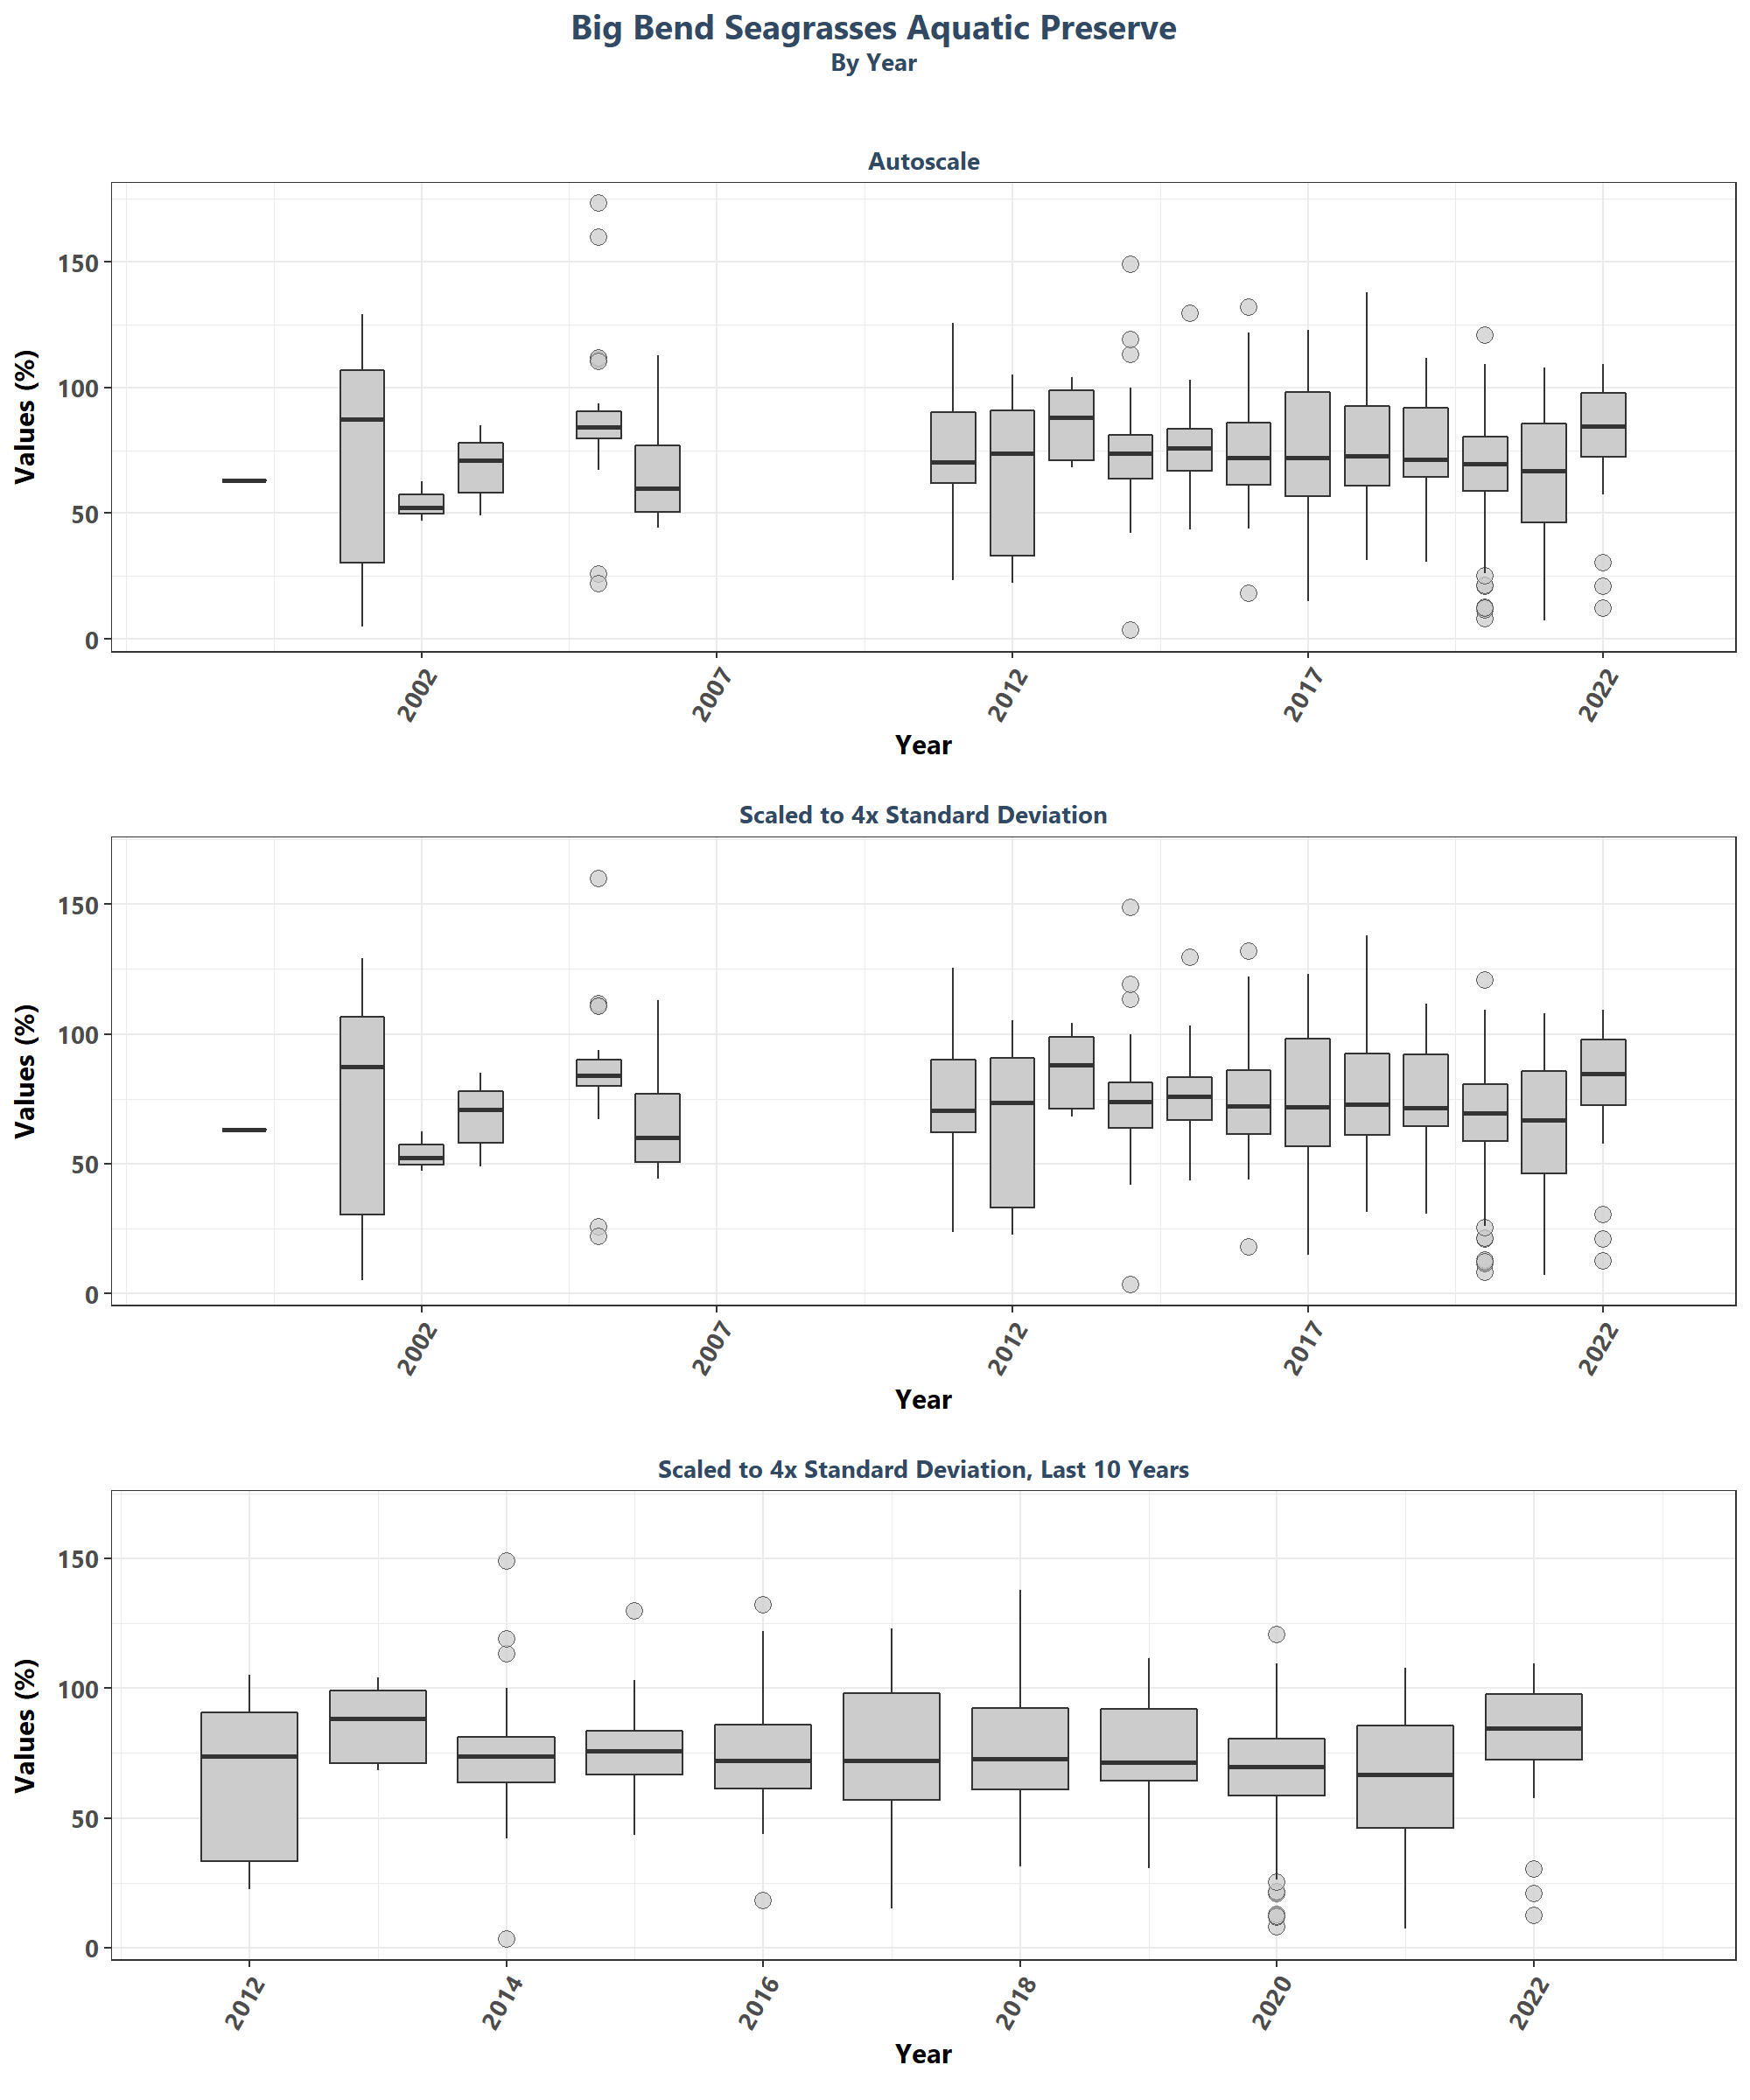 Big Bend Seagrasses Aquatic Preserve
By Year
Autoscale
Values (%)
150
100
50
0
2002 2007 2012 2017 2022
Year
Scaled to 4x Standard Deviation
Values (%)
150
100
50
0
2002 2007 2012 2017 2022
Year
Scaled to 4x Standard Deviation, Last 10 Years
Values (%)
150
100
50
0
2012 2014 2016 2018 2020 2022
Year